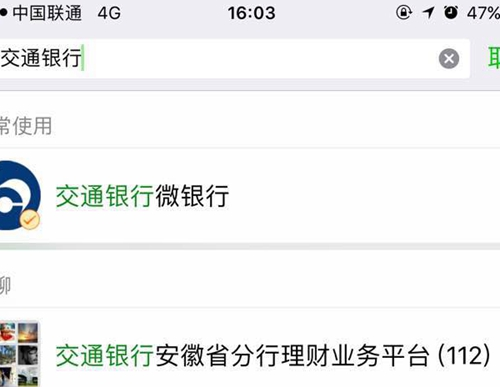 中国联通 4G 16:03 47%
交通银行 取
常使用
交通银行微银行
聊
交通银行安徽省分行理财业务平台(112)